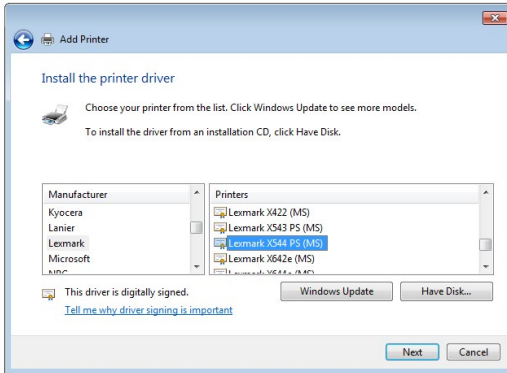 Add Printer
Install the printer driver
Choose your printer from the list. Click Windows Update to see more models.
To install the driver from an installation CD, click Have Disk.
Manufacturer
Kyocera
Lanier
Lexmark
Microsoft
Printers
Lexmark X422 (MS)
Lexmark X543 PS (MS)
Lexmark X544 PS (MS)
Lexmark X642e (MS)
This driver is digitally signed.
Tell me why driver signing is important
Windows Update
Have Disk...
Next
Cancel